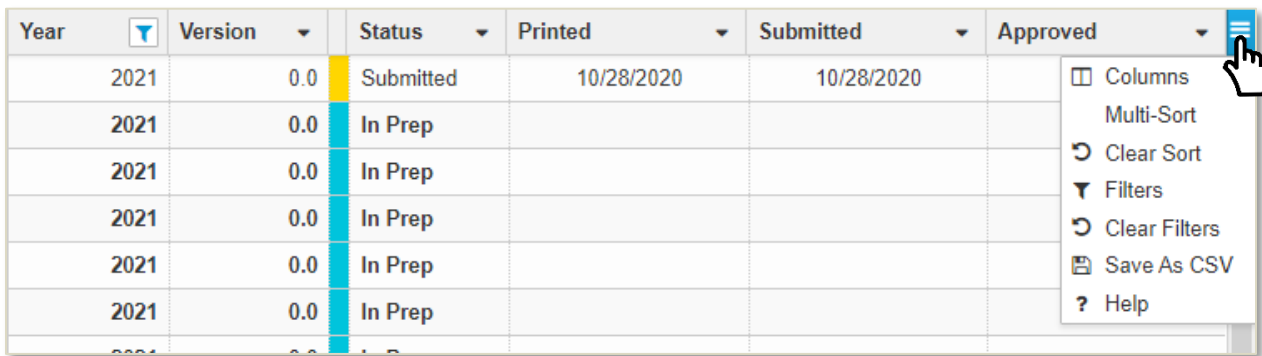 Year Version Status Printed Submitted Approved
2021 0.0 Submitted 10/28/2020 10/28/2020
Columns
2021 0.0 In Prep
Multi-Sort
2021 0.0 In Prep
Clear Sort
2021 0.0 In Prep
Filters
2021 0.0 In Prep
Clear Filters
Save As CSV
2021 0.0 In Prep
? Help